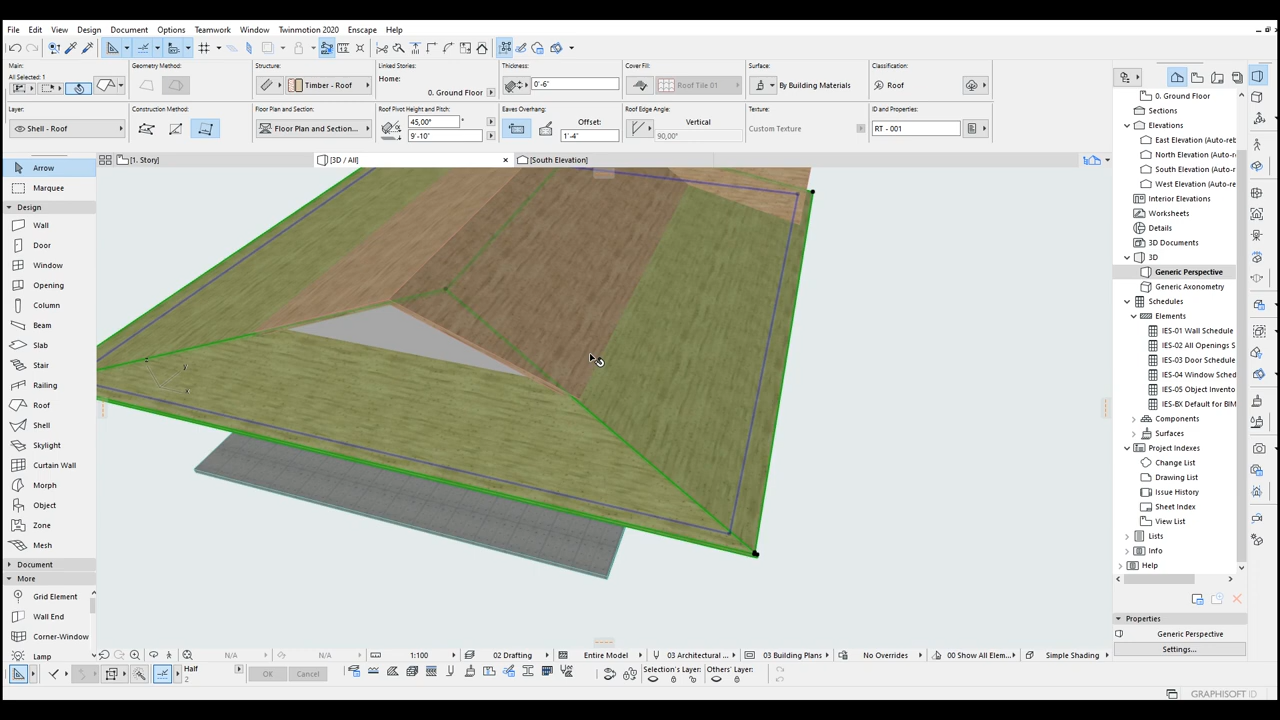 File Edit View Design Document Options Teamwork Window Twinmotion 2020 Enscape Help
Main:
All Selected: 1
Geometry Method:
Structure:
Timber - Roof
Linked Stories:
Home:
0. Ground Floor
Thickness:
0'-6"
Cover Fill:
Roof Tile 01
Surface:
By Building Materials
Classification:
Roof
Layer:
Shell - Roof
Construction Method:
Floor Plan and Section:
Floor Plan and Section...
Roof Pivot Height and Pitch:
45,00°
9'-10"
Eaves Overhang:
Offset:
1'-4"
Roof Edge Angle:
Vertical
90,00°
Texture:
Custom Texture
ID and Properties:
RT - 001
[1. Story]
[3D / All]
[South Elevation]
Arrow
Marquee
Design
Wall
Door
Window
Opening
Column
Beam
Slab
Stair
Railing
Roof
Shell
Skylight
Curtain Wall
Morph
Object
Zone
Mesh
Document
More
Grid Element
Wall End
Corner-Window
Lamp
0. Ground Floor
Sections
Elevations
East Elevation (Auto-reb
North Elevation (Auto-re
South Elevation (Auto-re
West Elevation (Auto-re
Interior Elevations
Worksheets
Details
3D Documents
3D
Generic Perspective
Generic Axonometry
Schedules
Elements
IES-01 Wall Schedule
IES-02 All Openings S
IES-03 Door Schedule
IES-04 Window Sched
IES-05 Object Invento
IES-BX Default for BIM
Components
Surfaces
Project Indexes
Change List
Drawing List
Issue History
Sheet Index
View List
Lists
Info
Help
Properties
Generic Perspective
Settings...
N/A
N/A
1:100
02 Drafting
Entire Model
03 Architectural ...
03 Building Plans
No Overrides
00 Show All Elem...
Simple Shading
Half
2
OK
Cancel
Selection's Layer:
Others' Layer:
GRAPHISOFT ID